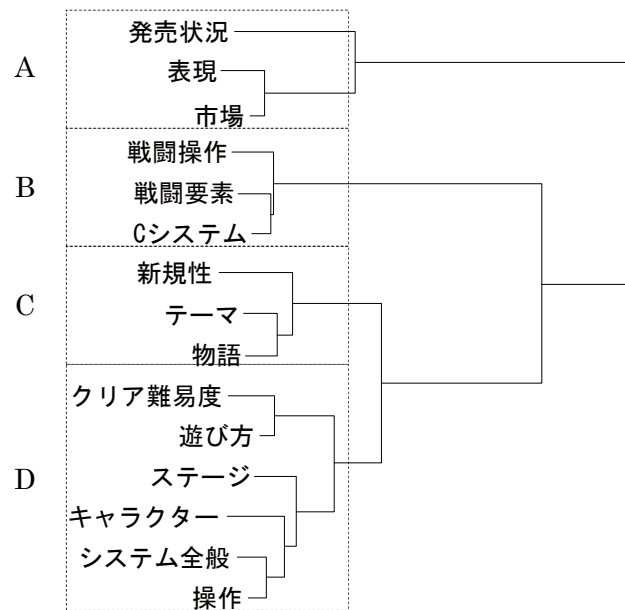 A
発売状況
表現
市場
B
戦闘操作
戦闘要素
Cシステム
C
新規性
テーマ
物語
D
クリア難易度
遊び方
ステージ
キャラクター
システム全般
操作